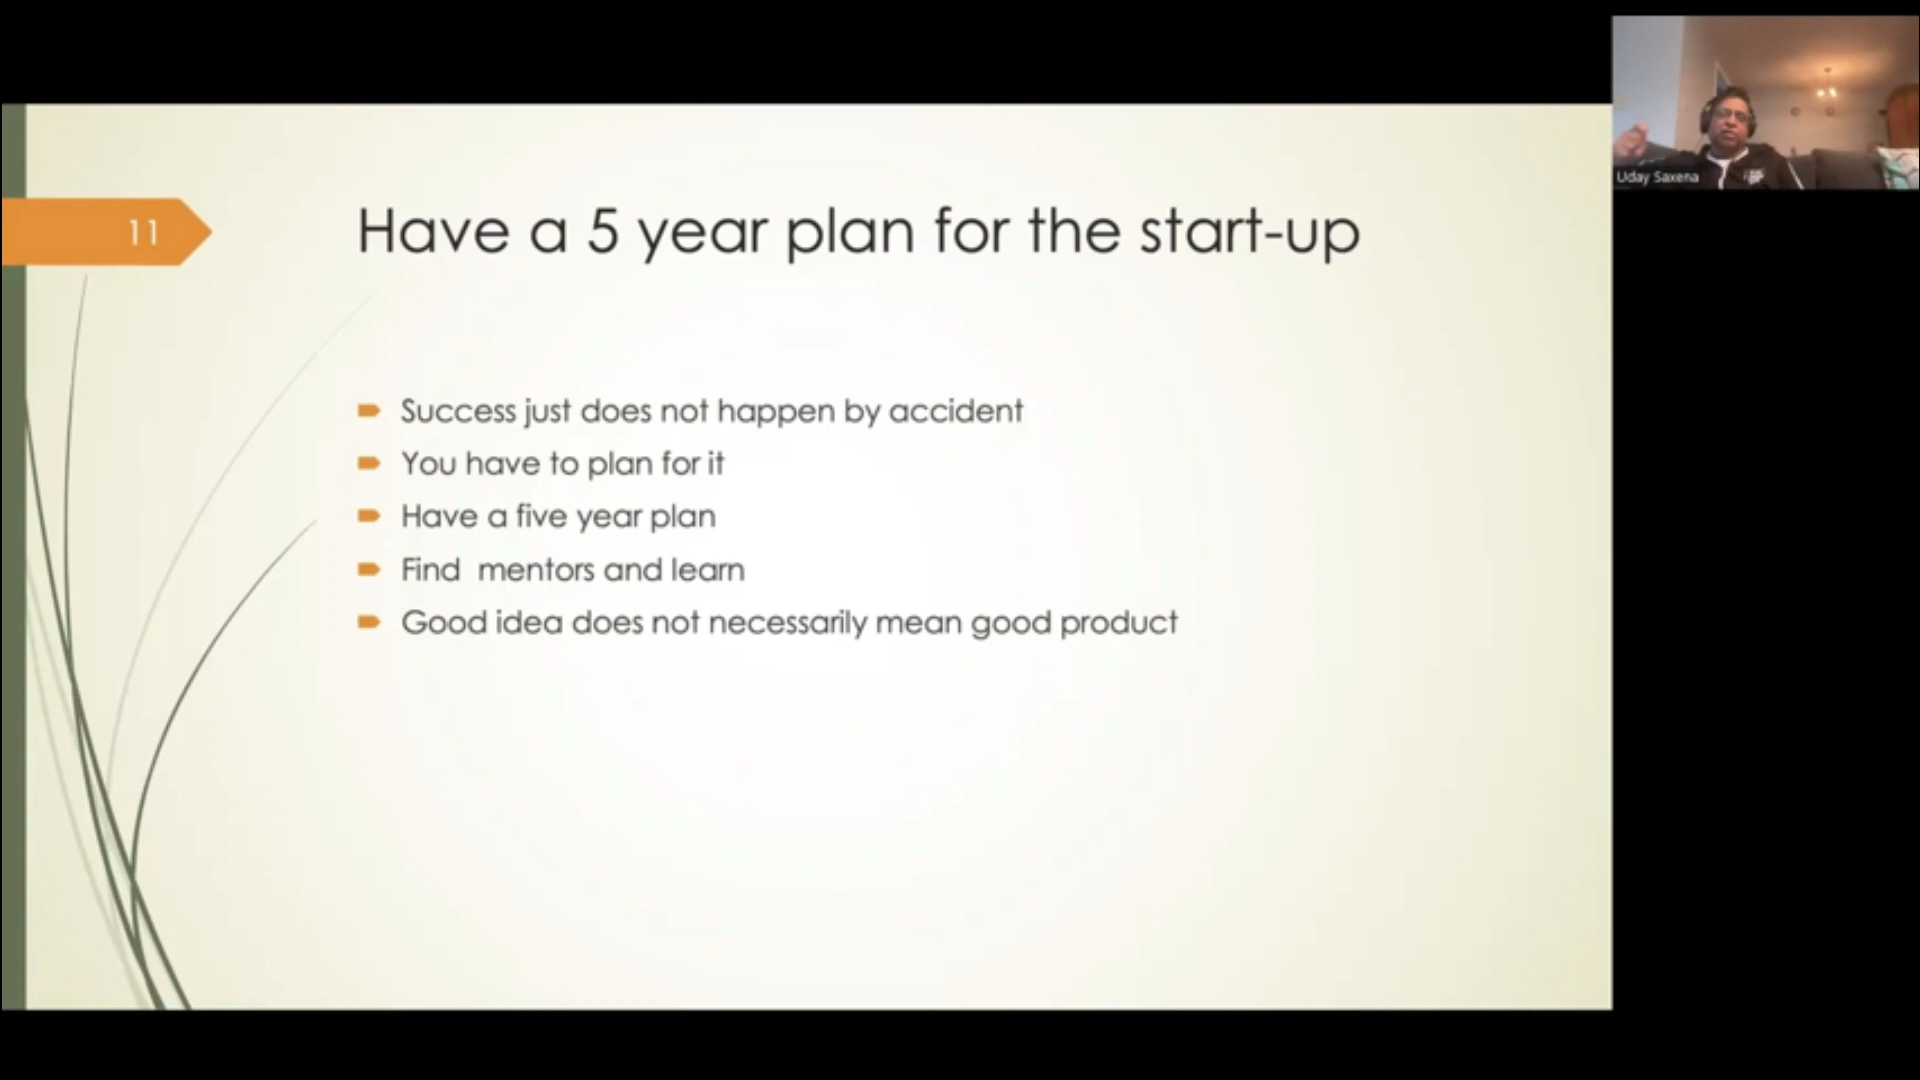 11
Have a 5 year plan for the start-up
Success just does not happen by accident
You have to plan for it
Have a five year plan
Find  mentors and learn
Good idea does not necessarily mean good product
Uday Saxena